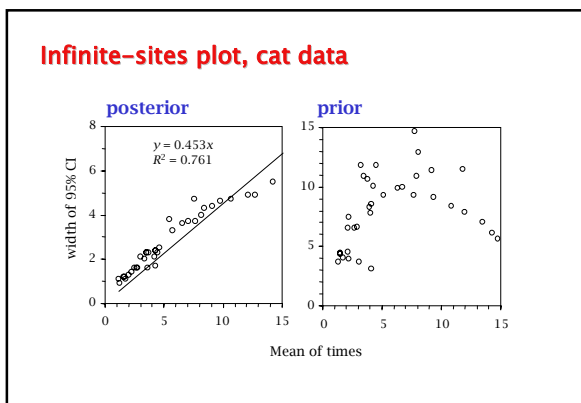 Infinite-sites plot, cat data
posterior
prior
y = 0.453x
R² = 0.761
width of 95% CI
8
6
4
2
0
0 5 10 15
15
10
5
0
0 5 10 15
Mean of times